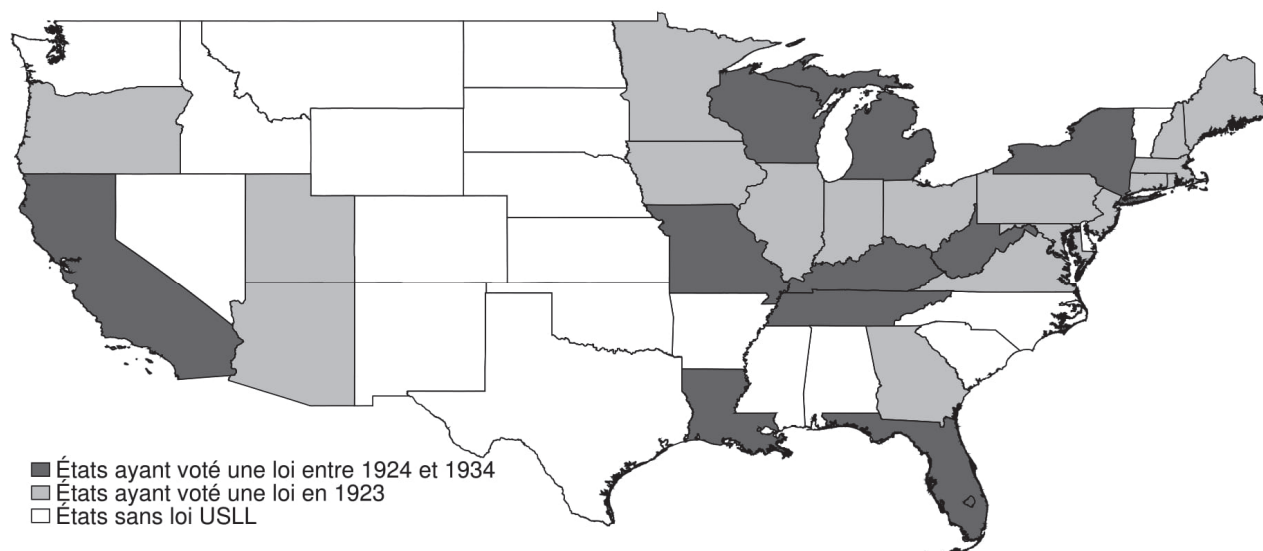 États ayant voté une loi entre 1924 et 1934
États ayant voté une loi en 1923
États sans loi USLL